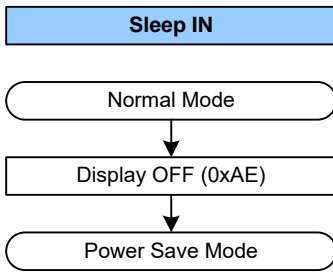 Sleep IN
Normal Mode
Display OFF (0xAE)
Power Save Mode